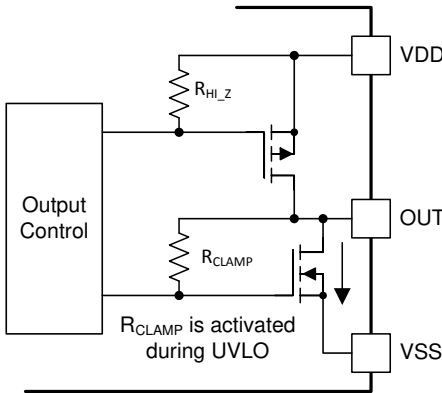 VDD
R_HI_Z
Output
Control
OUT
R_CLAMP
R_CLAMP is activated
during UVLO
VSS